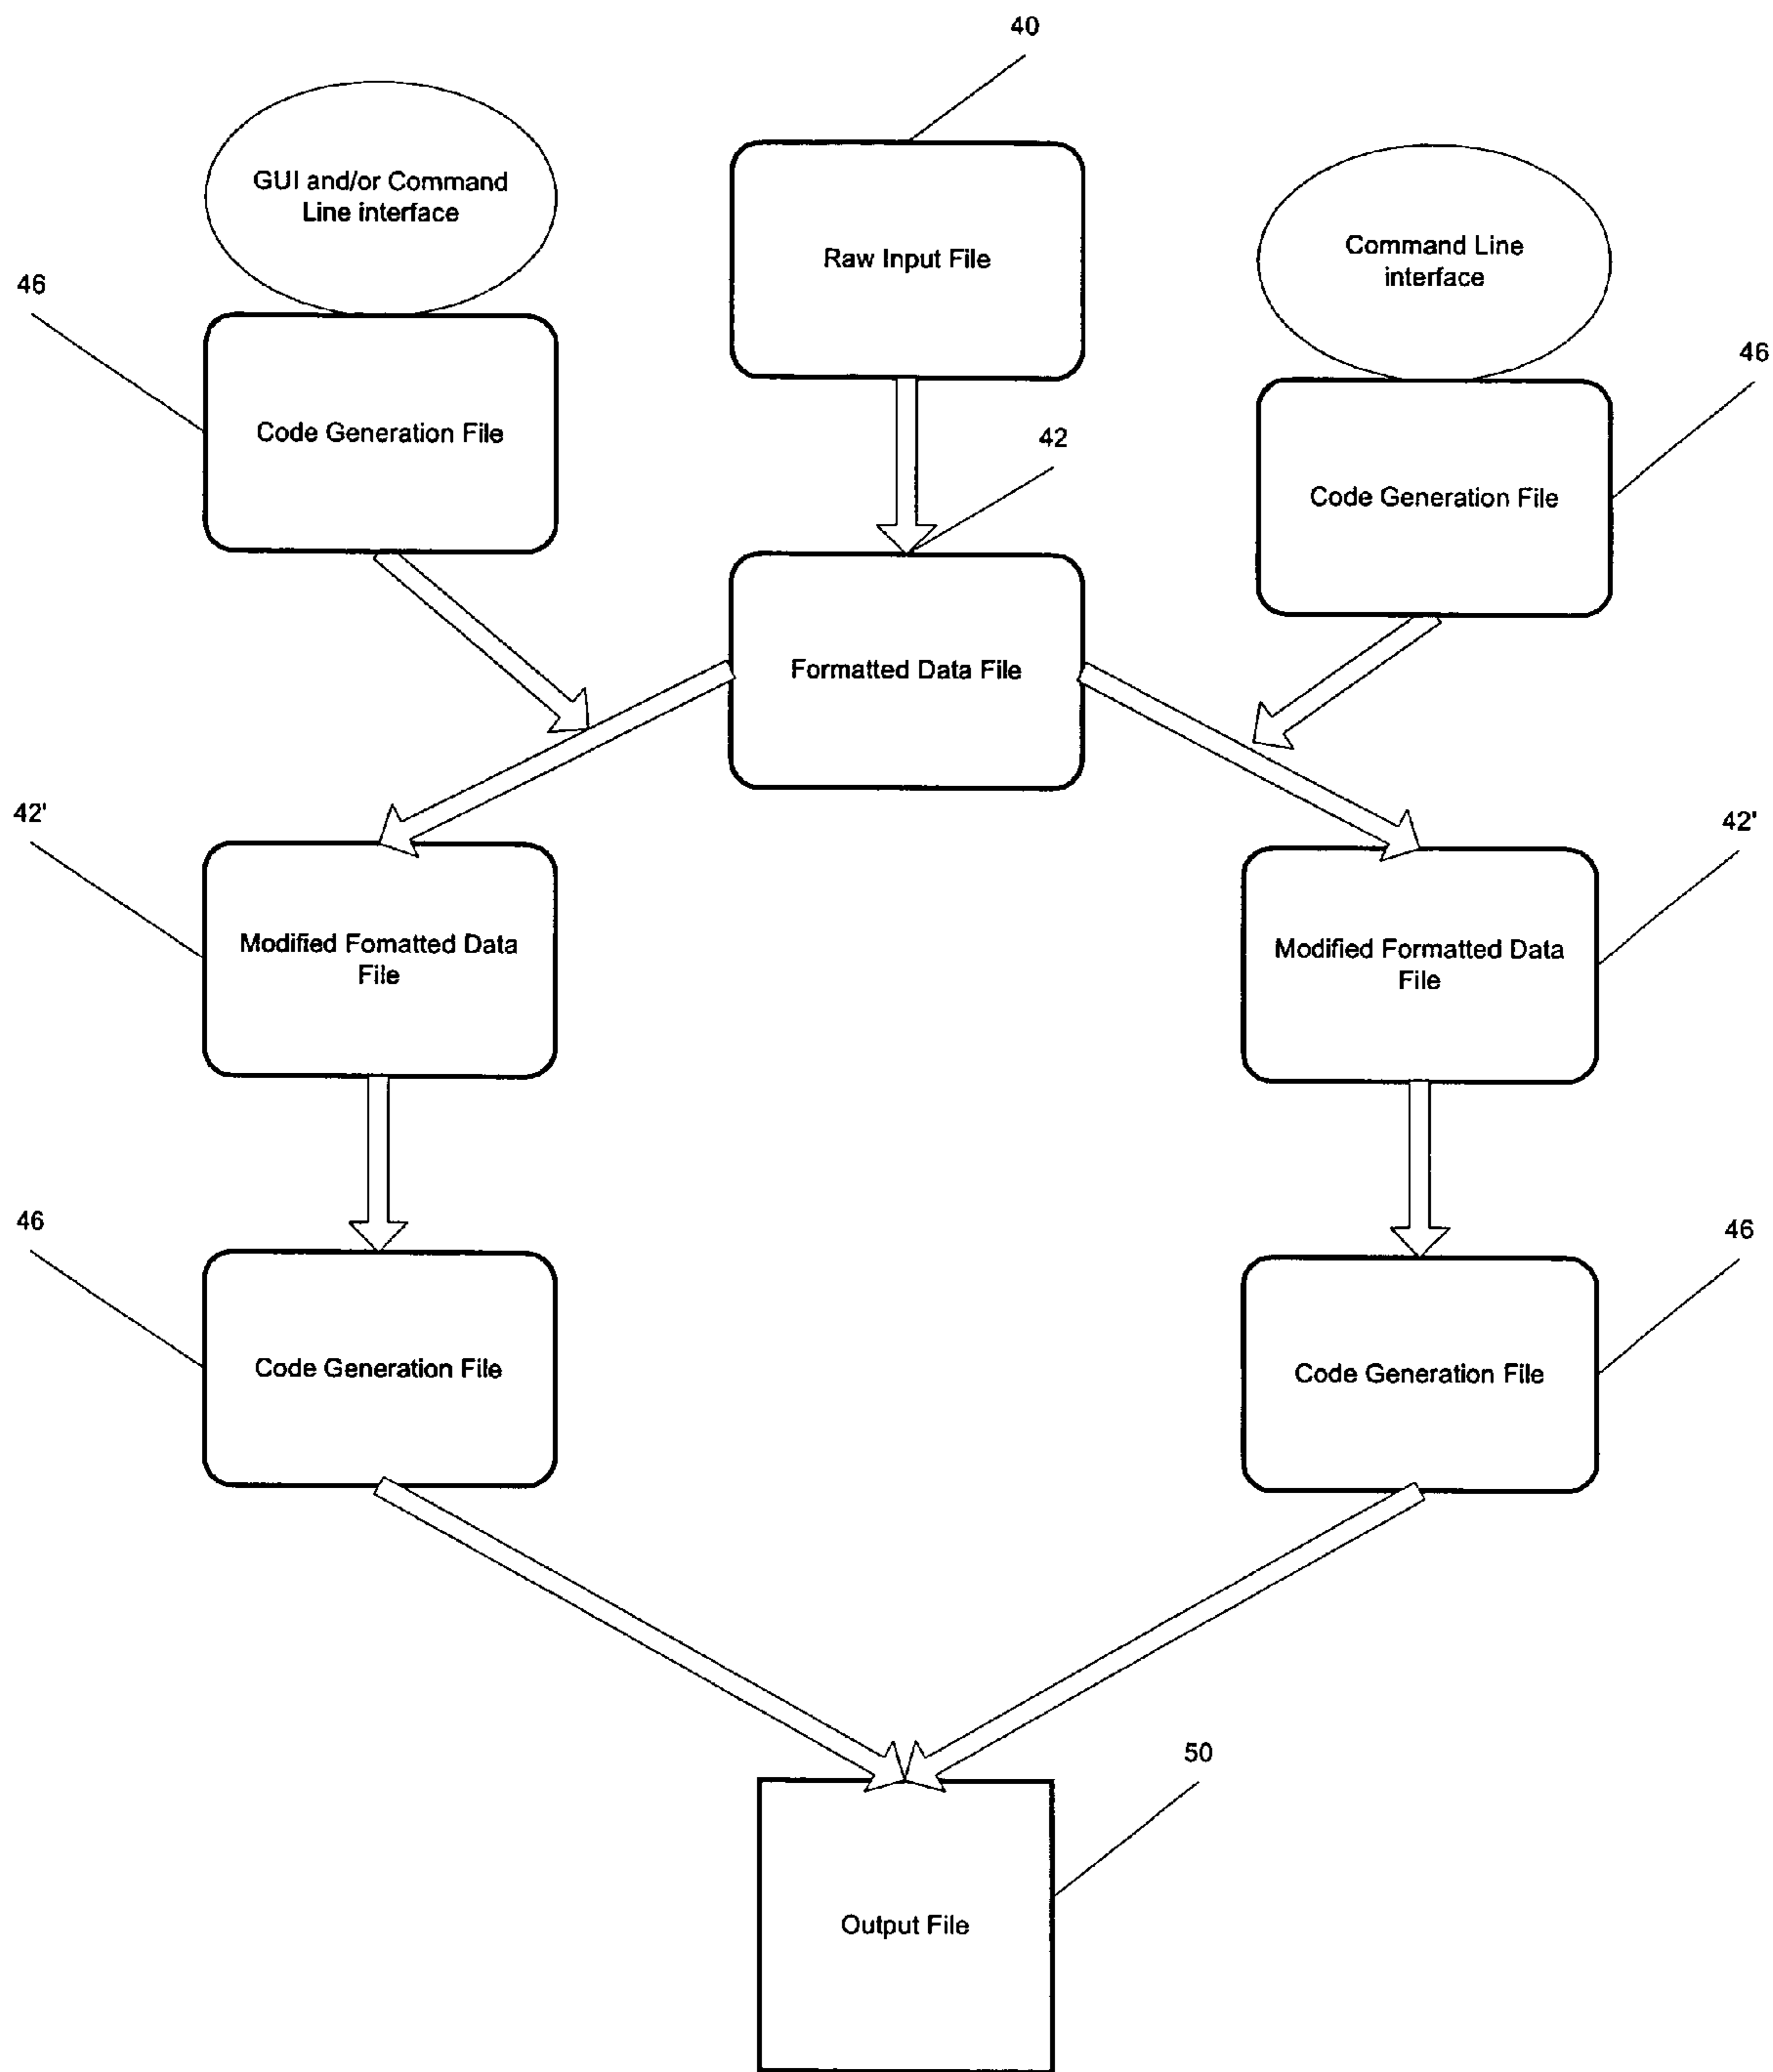 40
GUI and/or Command
Line interface
Raw Input File
Command Line
interface
46
46
Code Generation File
42
Code Generation File
Formatted Data File
42'
42'
Modified Fomatted Data
File
Modified Formatted Data
File
46
46
Code Generation File
Code Generation File
50
Output File